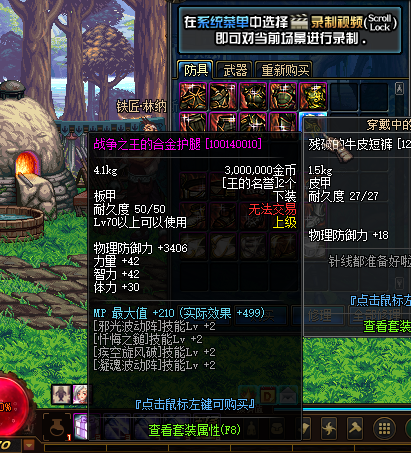 在系统菜单中选择 录制视频(Scroll Lock)
即可对当前场景进行录制.
防具 武器 重新购买
铁匠·林纳
穿戴中的
战争之王的合金护腿 [100140010]
4.1kg 3,000,000金币
[王的名誉]2个
板甲 下装
耐久度 50/50 无法交易
Lv70以上可以使用 上级
物理防御力 +3406
力量 +42
智力 +42
体力 +30
MP 最大值 +210 (实际效果 +499)
[邪光波动阵]技能Lv +2
[忏悔之锤]技能Lv +2
[疾空旋风破]技能Lv +2
[凝魂波动阵]技能Lv +2
『点击鼠标左键可购买』
查看套装属性(F8)
残破的牛皮短裤 [12
1.5kg
皮甲
耐久度 27/27
物理防御力 +18
针线都准备好啦
『点击鼠标左
查看套装
0%